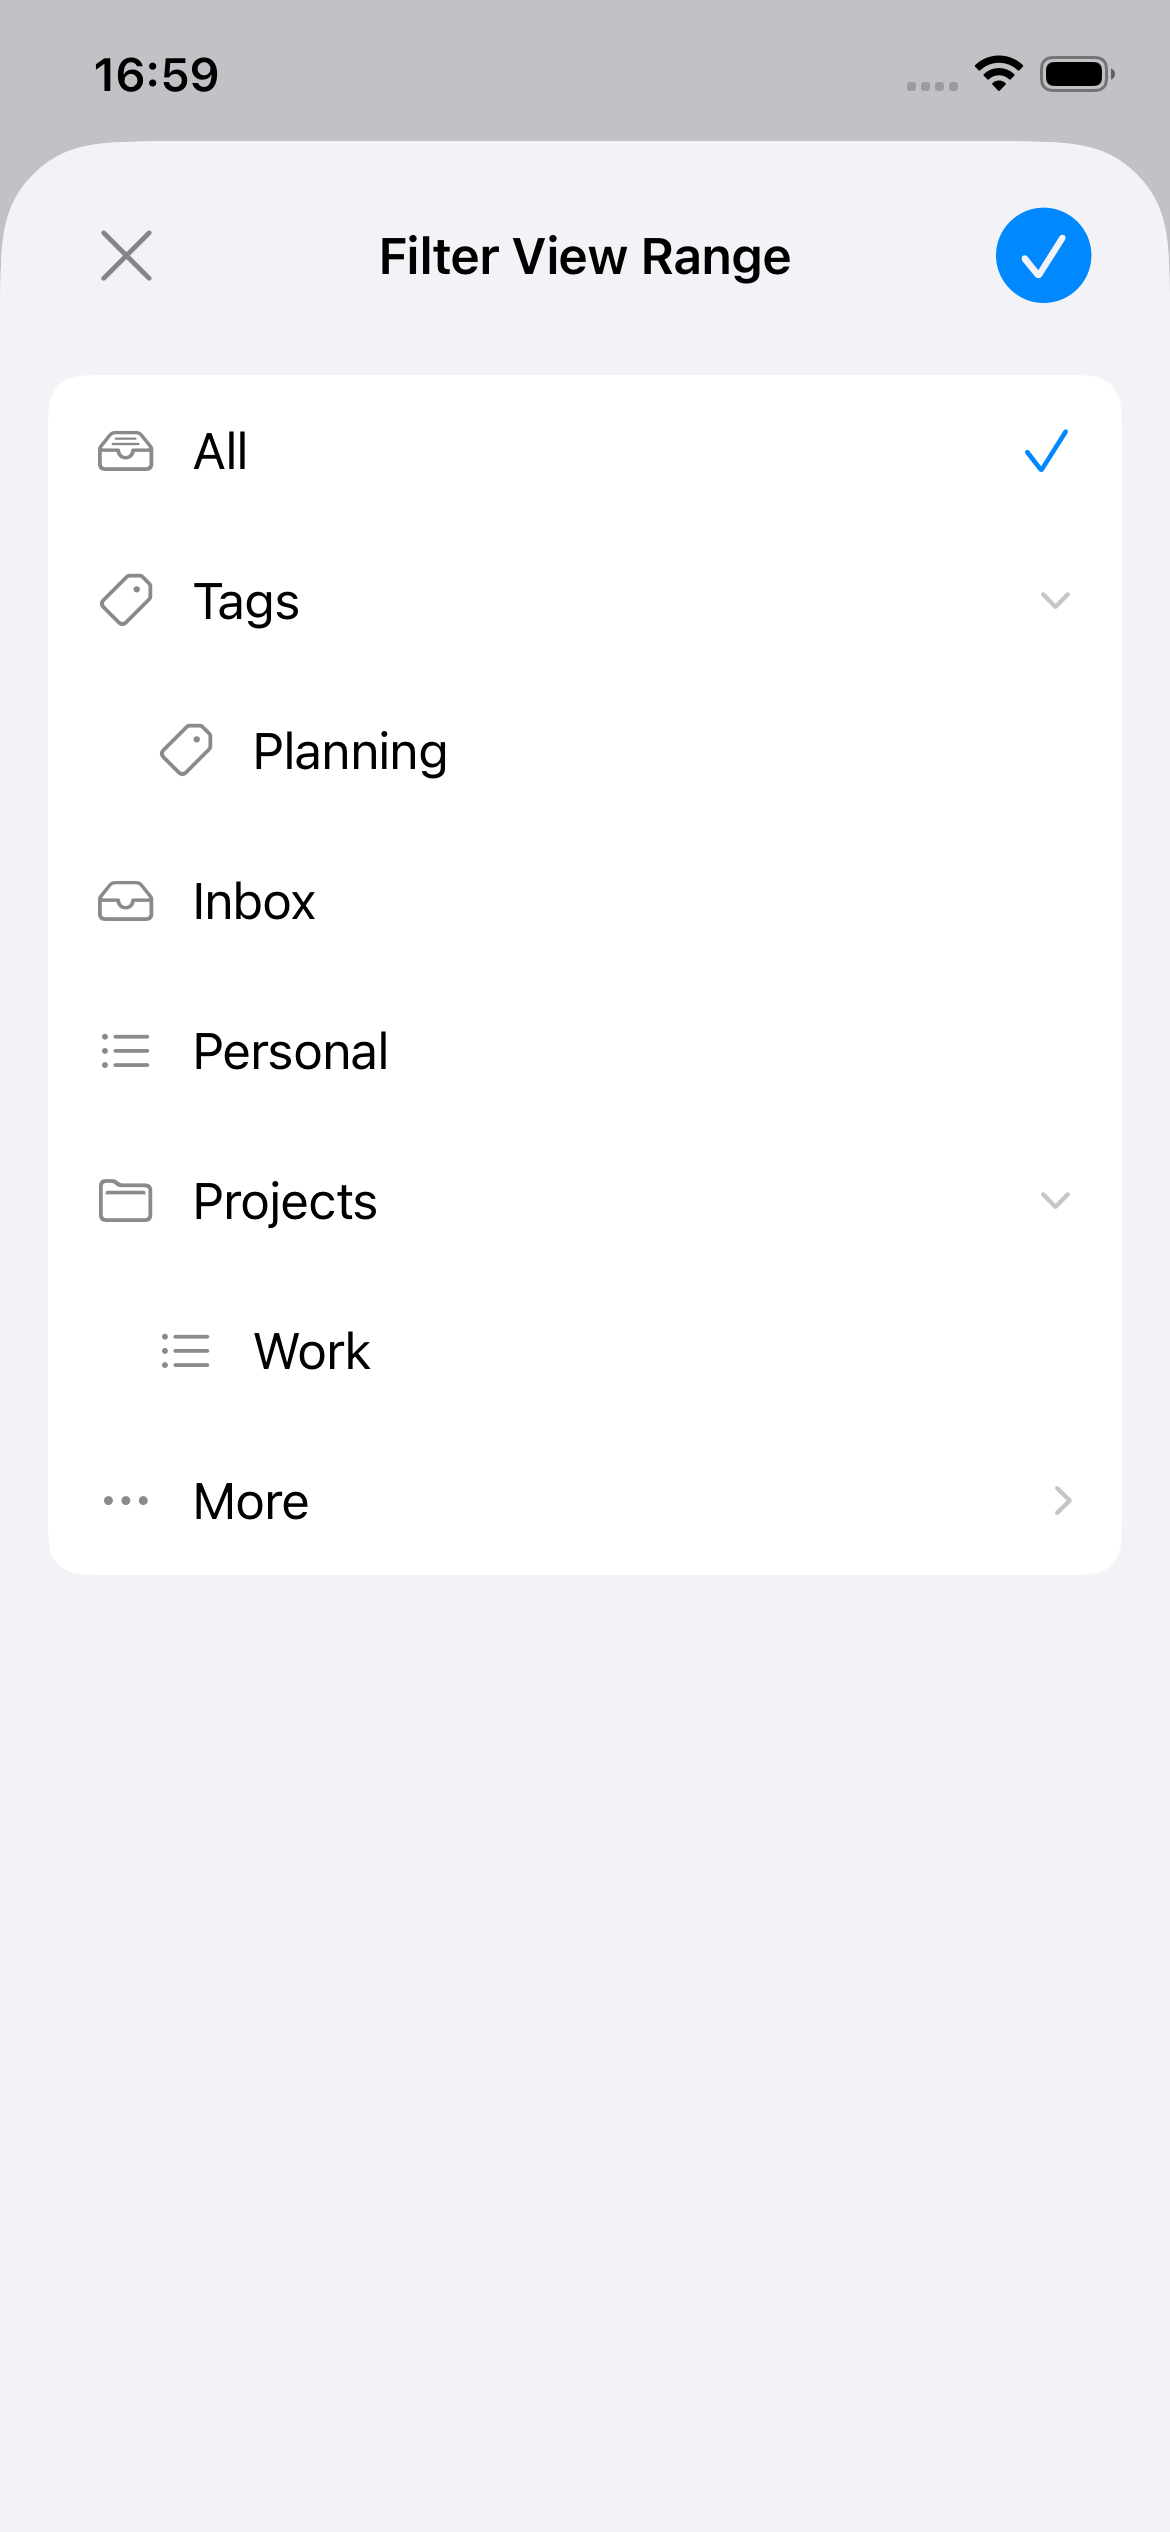 16:59
Filter View Range
All
Tags
Planning
Inbox
Personal
Projects
Work
More